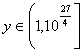 y ∈ (1,10^{27/4})